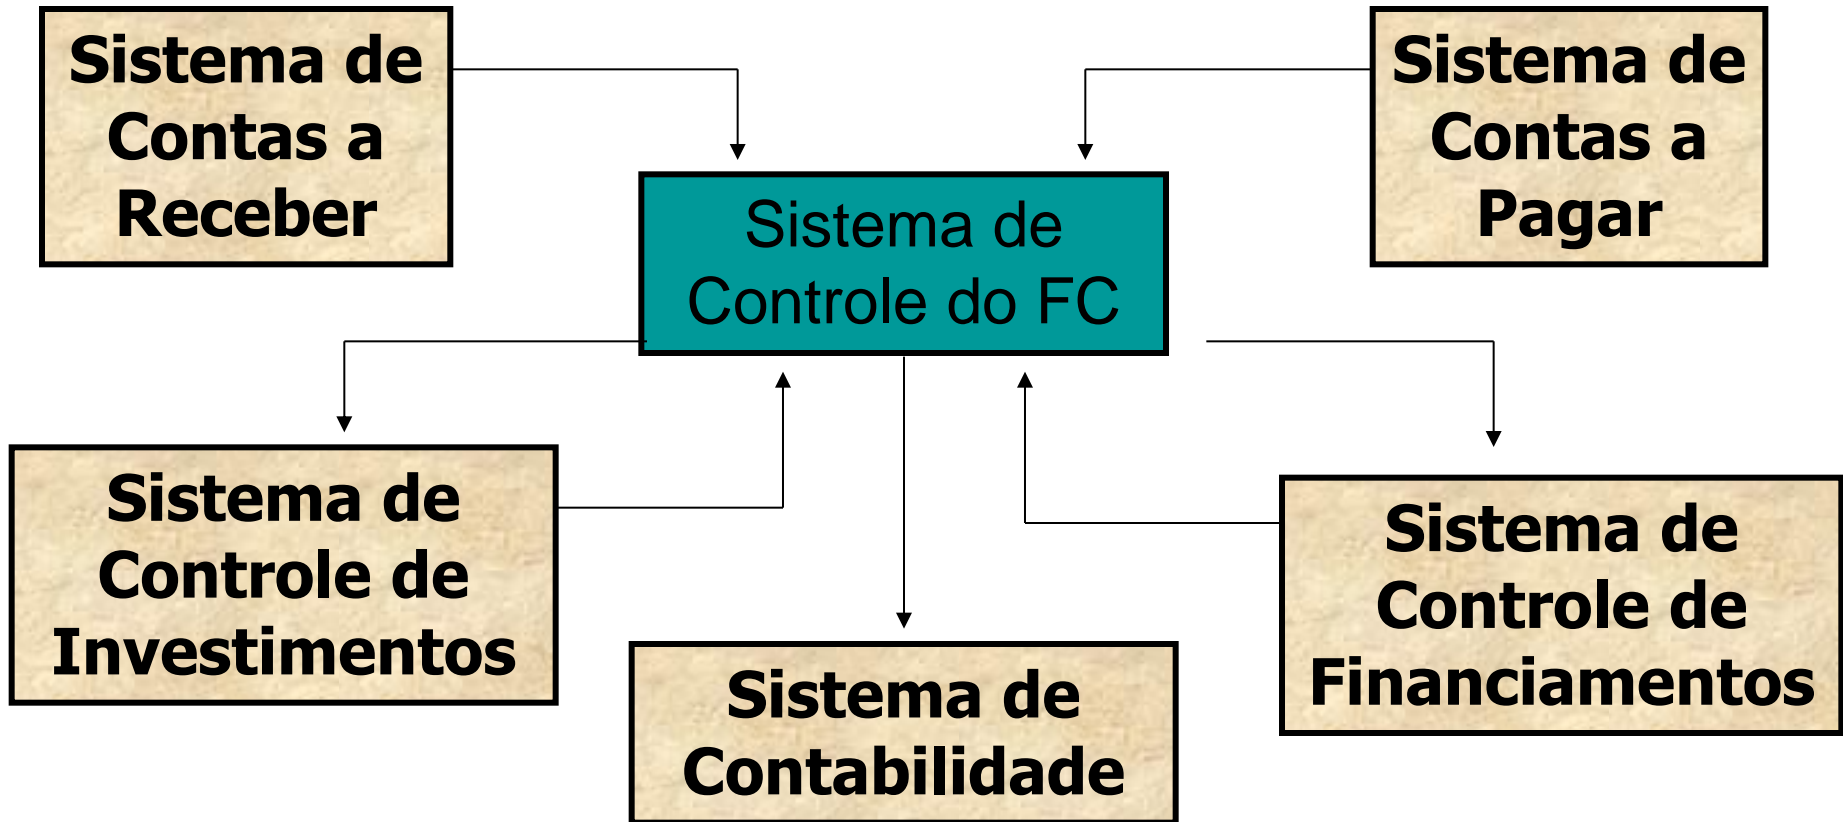 Sistema de
Contas a
Receber
Sistema de
Contas a
Pagar
Sistema de
Controle do FC
Sistema de
Controle de
Investimentos
Sistema de
Contabilidade
Sistema de
Controle de
Financiamentos